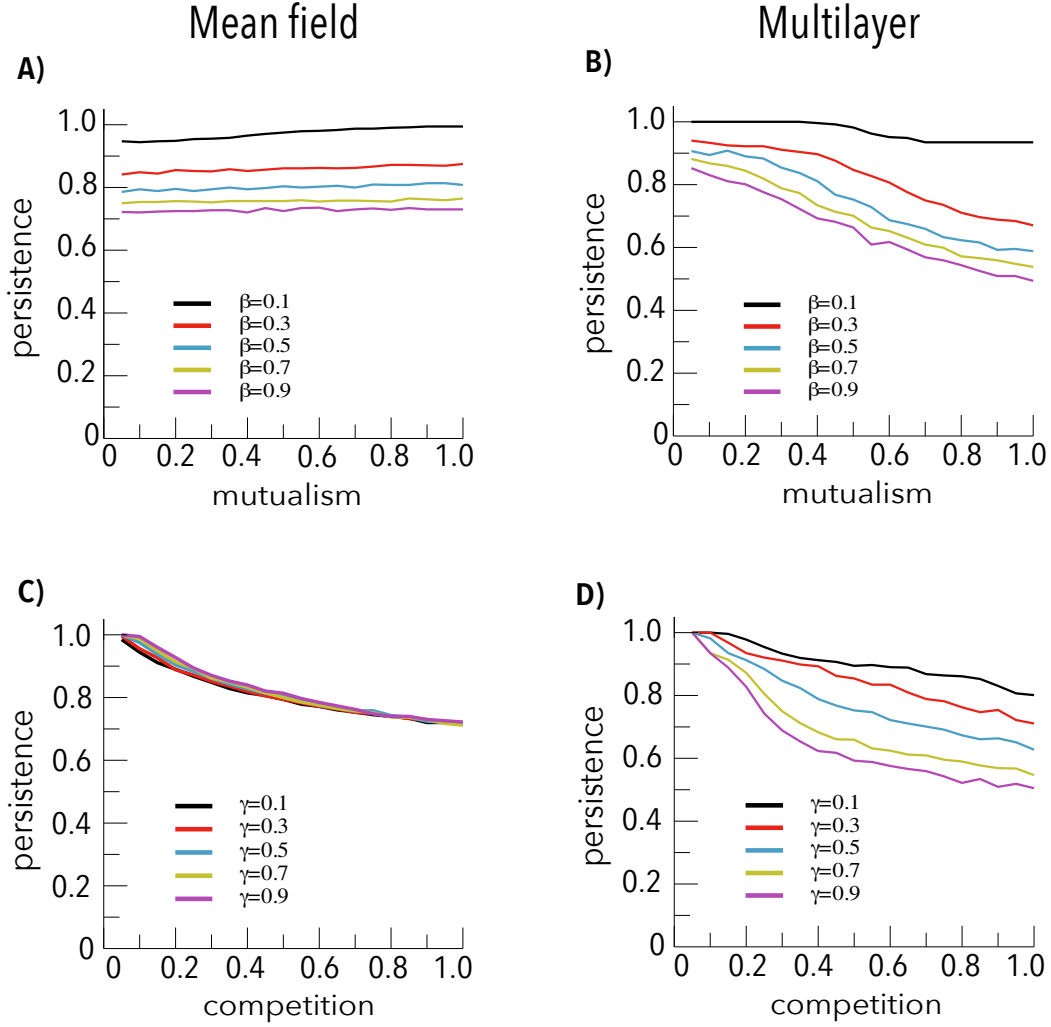 Mean field
Multilayer
A)
B)
persistence
1.0
0.8
0.6
0.4
0.2
0
β=0.1
β=0.3
β=0.5
β=0.7
β=0.9
0 0.2 0.4 0.6 0.8 1.0
mutualism
persistence
1.0
0.8
0.6
0.4
0.2
0
β=0.1
β=0.3
β=0.5
β=0.7
β=0.9
0 0.2 0.4 0.6 0.8 1.0
mutualism
C)
D)
persistence
1.0
0.8
0.6
0.4
0.2
0
γ=0.1
γ=0.3
γ=0.5
γ=0.7
γ=0.9
0 0.2 0.4 0.6 0.8 1.0
competition
persistence
1.0
0.8
0.6
0.4
0.2
0
γ=0.1
γ=0.3
γ=0.5
γ=0.7
γ=0.9
0 0.2 0.4 0.6 0.8 1.0
competition